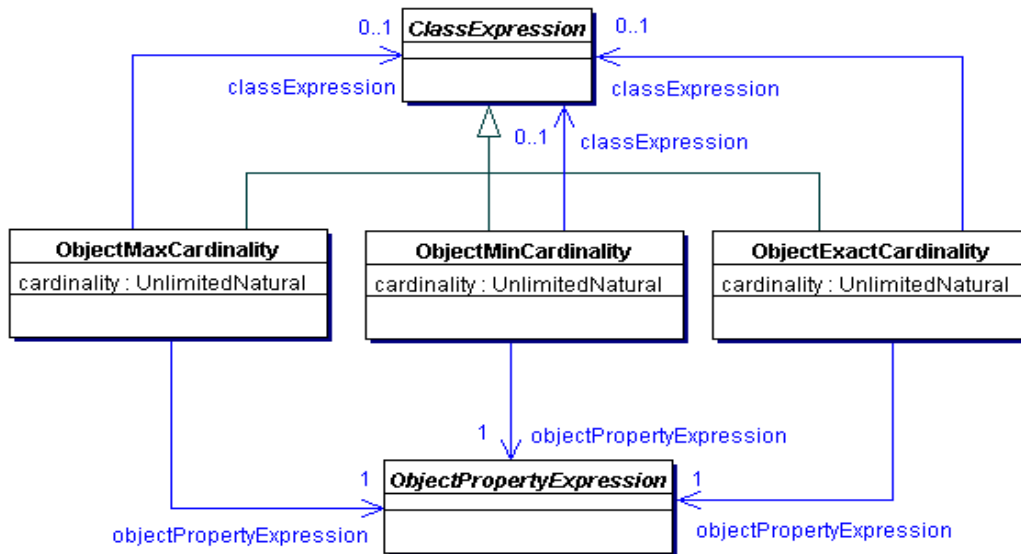 0..1
ClassExpression
0..1
classExpression
classExpression
0..1
classExpression
ObjectMaxCardinality
cardinality : UnlimitedNatural
ObjectMinCardinality
cardinality : UnlimitedNatural
ObjectExactCardinality
cardinality : UnlimitedNatural
1
objectPropertyExpression
1
ObjectPropertyExpression
1
objectPropertyExpression
objectPropertyExpression